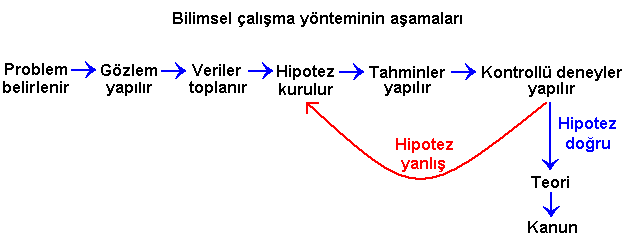 Bilimsel çalışma yönteminin aşamaları
Problem
belirlenir
Gözlem
yapılır
Veriler
toplanır
Hipotez
kurulur
Tahminler
yapılır
Kontrollü deneyler
yapılır
Hipotez
yanlış
Hipotez
doğru
Teori
Kanun